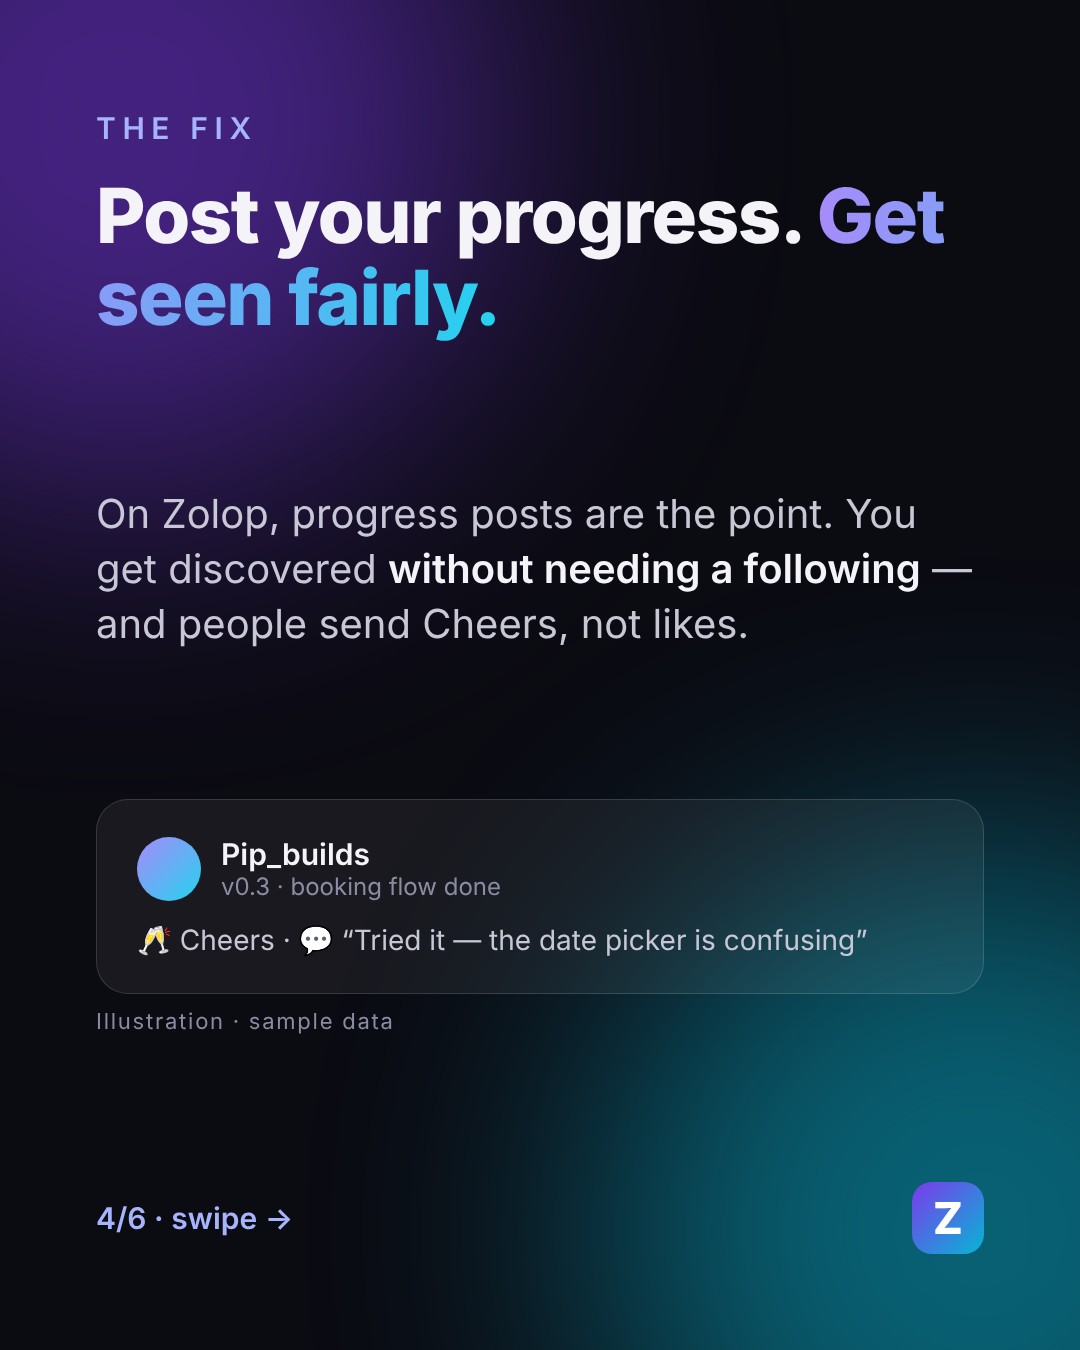 THE FIX
Post your progress. Get
seen fairly.
On Zolop, progress posts are the point. You
get discovered without needing a following —
and people send Cheers, not likes.
Pip_builds
v0.3 · booking flow done
🥂 Cheers · 💬 “Tried it — the date picker is confusing”
Illustration · sample data
4/6 · swipe →
Z